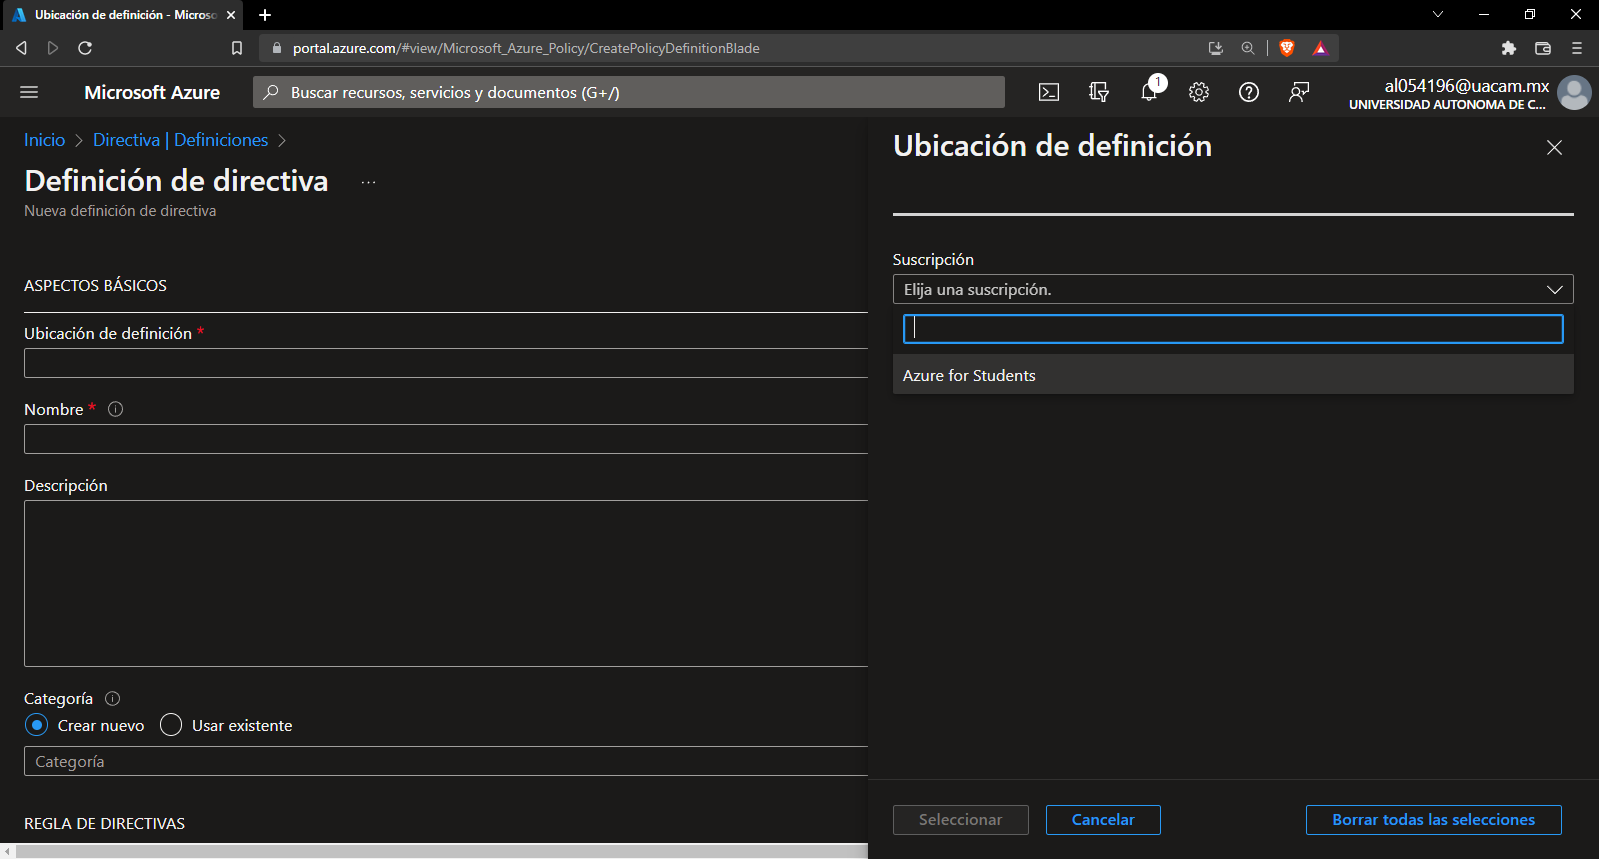 Ubicación de definición - Microso
portal.azure.com/#view/Microsoft_Azure_Policy/CreatePolicyDefinitionBlade
Microsoft Azure
Buscar recursos, servicios y documentos (G+/)
1
al054196@uacam.mx
UNIVERSIDAD AUTONOMA DE C...
Inicio > Directiva | Definiciones >
Definición de directiva ...
Nueva definición de directiva
ASPECTOS BÁSICOS
Ubicación de definición *
Nombre *
Descripción
Categoría
Crear nuevo
Usar existente
Categoría
REGLA DE DIRECTIVAS
Ubicación de definición
Suscripción
Elija una suscripción.
Azure for Students
Seleccionar
Cancelar
Borrar todas las selecciones